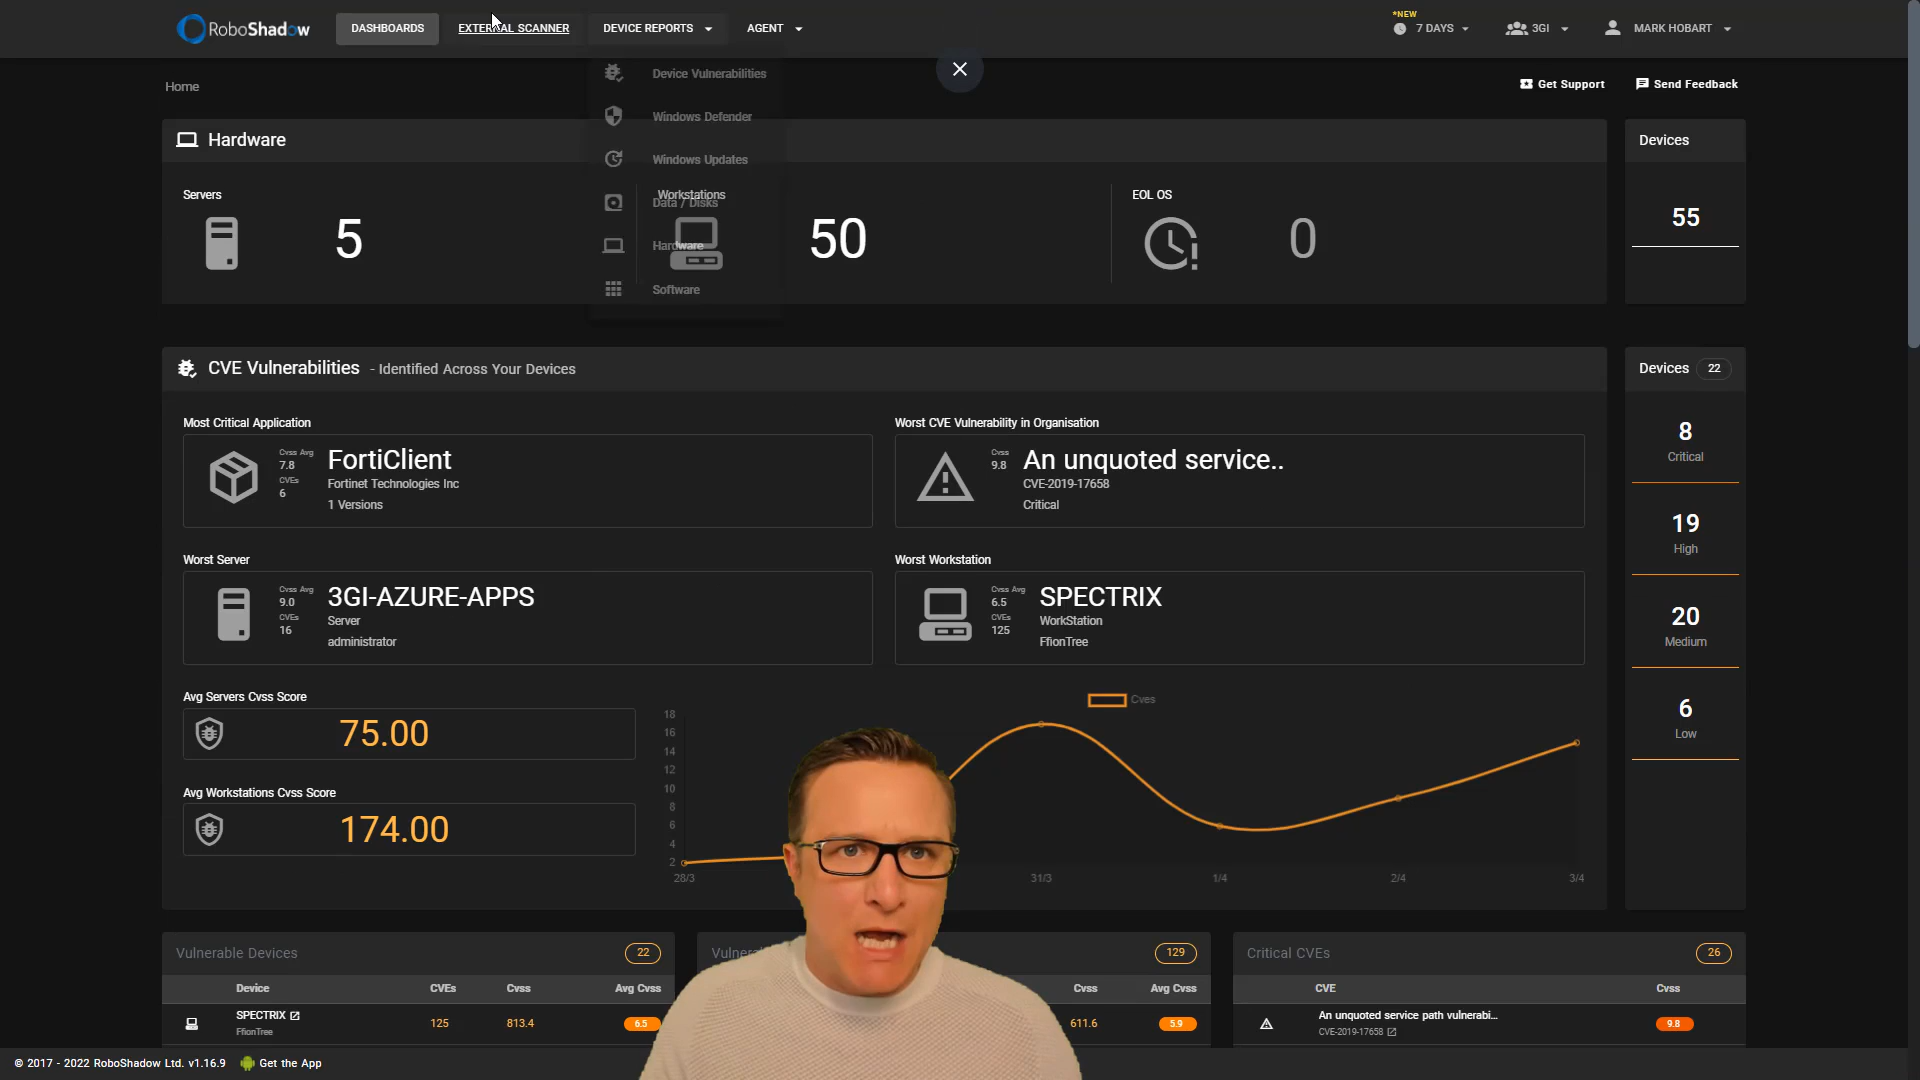 RoboShadow
DASHBOARDS
EXTERNAL SCANNER
DEVICE REPORTS
AGENT
*NEW
7 DAYS
3GI
MARK HOBART
Device Vulnerabilities
Windows Defender
Windows Updates
Data / Disks
Hardware
Software
Home
Get Support
Send Feedback
Hardware
Servers
5
Workstations
50
EOL OS
0
Devices
55
CVE Vulnerabilities - Identified Across Your Devices
Most Critical Application
Cvss Avg
7.8
CVEs
6
FortiClient
Fortinet Technologies Inc
1 Versions
Worst CVE Vulnerability in Organisation
Cvss
9.8
An unquoted service..
CVE-2019-17658
Critical
Worst Server
Cvss Avg
9.0
CVEs
16
3GI-AZURE-APPS
Server
administrator
Worst Workstation
Cvss Avg
6.5
CVEs
125
SPECTRIX
WorkStation
FfionTree
Avg Servers Cvss Score
75.00
Avg Workstations Cvss Score
174.00
Cves
18
16
14
12
10
8
6
4
2
28/3
31/3
1/4
2/4
3/4
Devices 22
8
Critical
19
High
20
Medium
6
Low
Vulnerable Devices 22
Device CVEs Cvss Avg Cvss
SPECTRIX 125 813.4 6.5
FfionTree
129
Cvss Avg Cvss
611.6 5.9
Critical CVEs 26
CVE Cvss
An unquoted service path vulnerabi... 9.8
CVE-2019-17658
© 2017 - 2022 RoboShadow Ltd. v1.16.9 Get the App